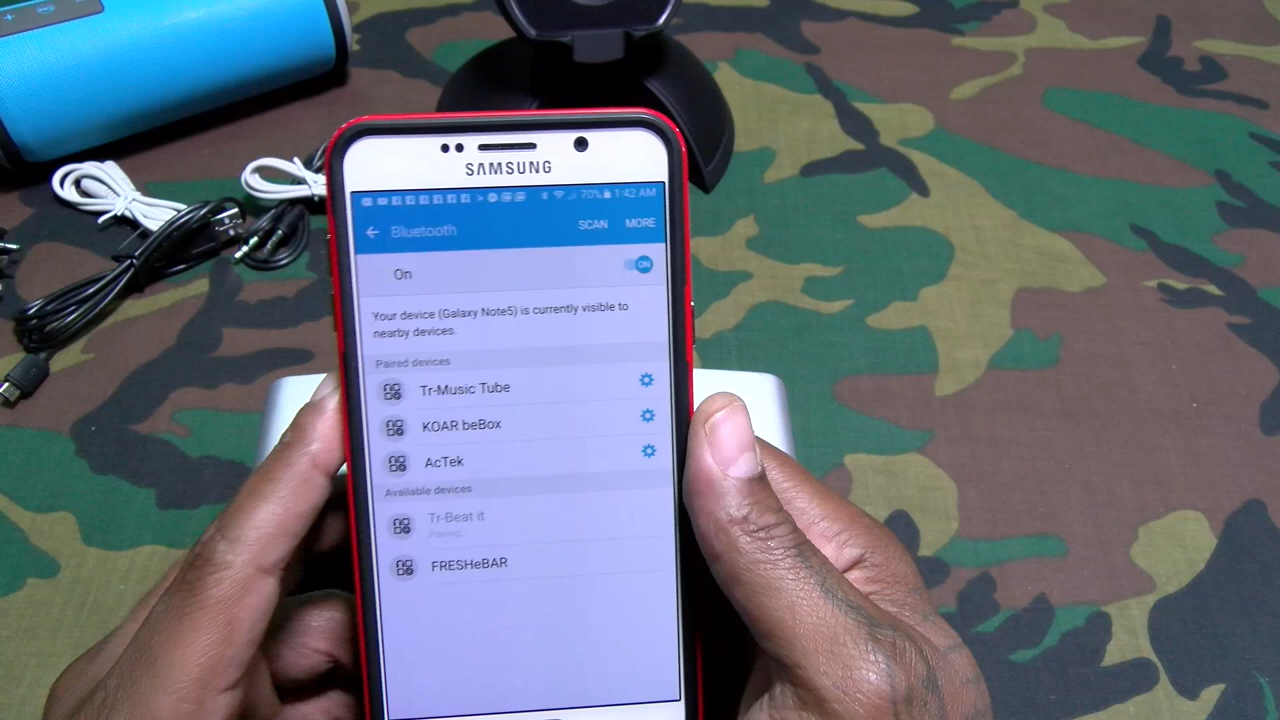 SAMSUNG
70% 1:42 AM
Bluetooth SCAN MORE
On ON
Your device (Galaxy Note5) is currently visible to
nearby devices.
Paired devices
Tr-Music Tube
KOAR beBox
AcTek
Available devices
Tr-Beat it
Pairing...
FRESHeBAR